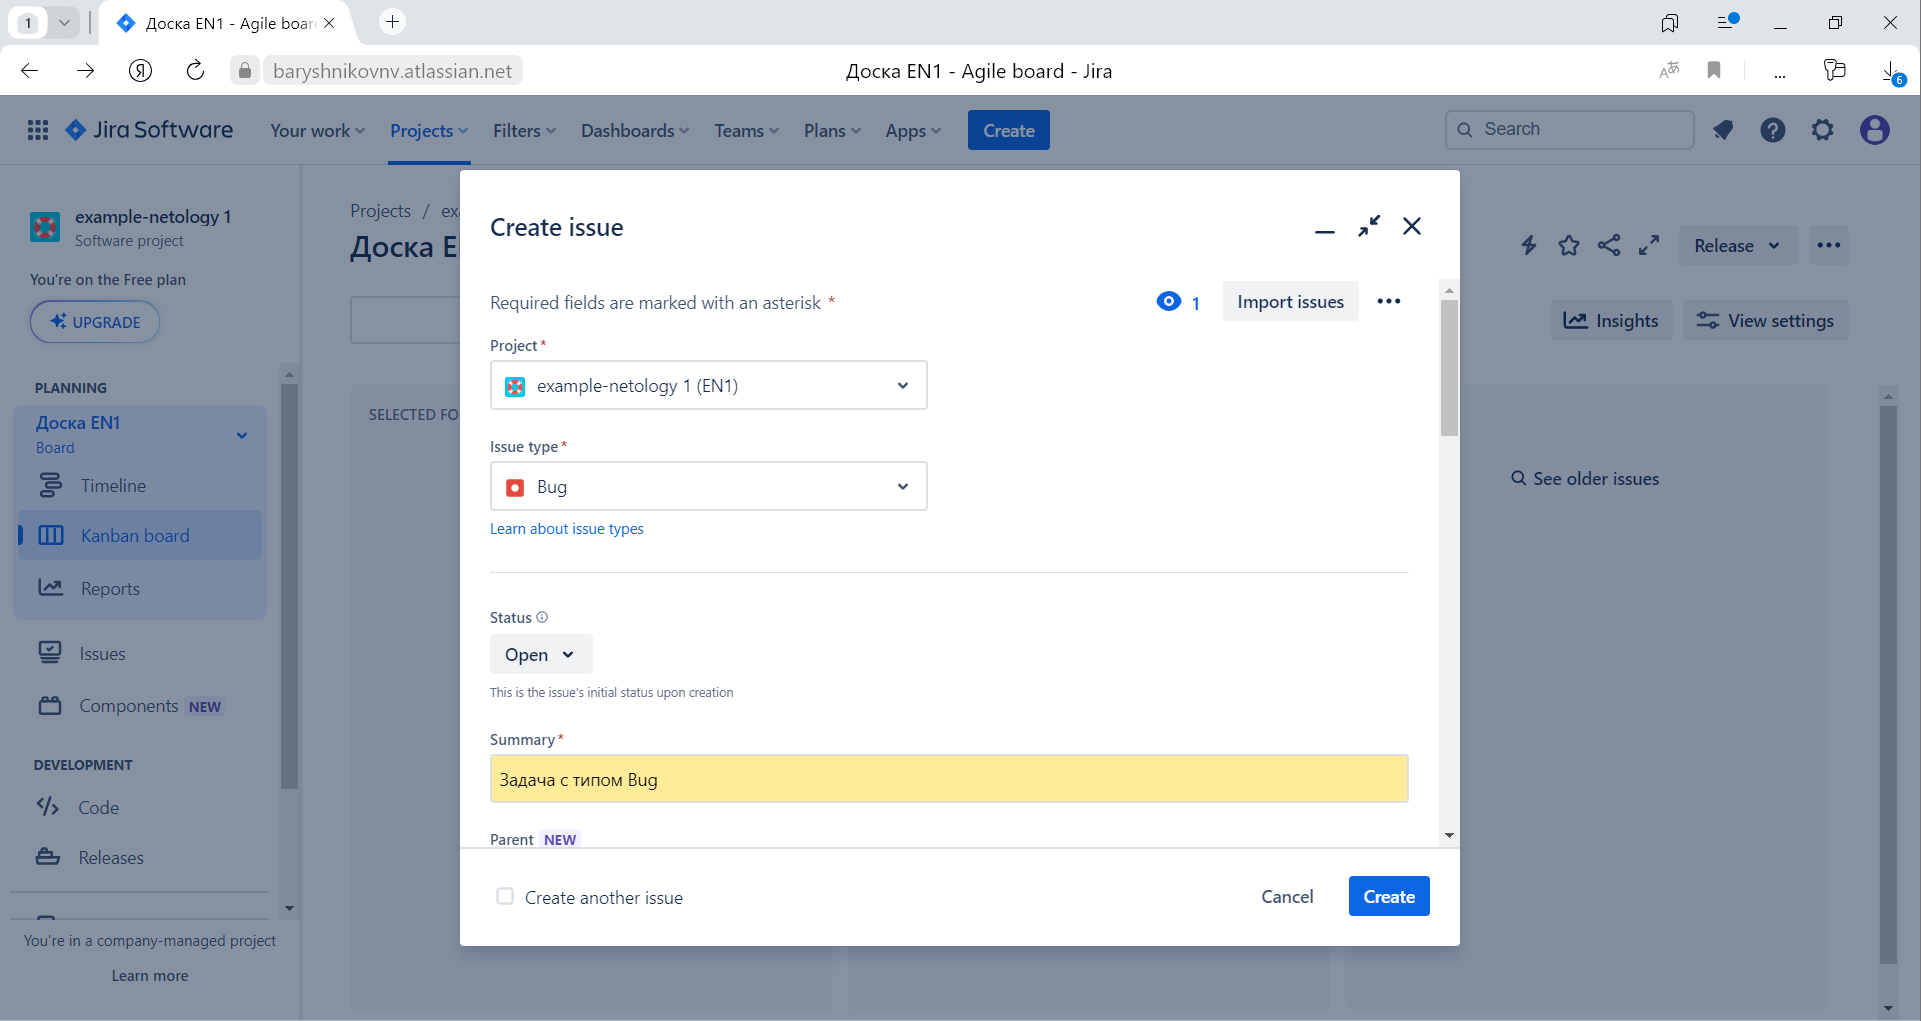 1
Доска EN1 - Agile boar
baryshnikovnv.atlassian.net
Доска EN1 - Agile board - Jira
6
Jira Software
Your work
Projects
Filters
Dashboards
Teams
Plans
Apps
Create
Search
example-netology 1
Software project
You're on the Free plan
UPGRADE
PLANNING
Доска EN1
Board
Timeline
Kanban board
Reports
Issues
Components NEW
DEVELOPMENT
Code
Releases
You're in a company-managed project
Learn more
Projects / exa
Доска E
SELECTED FO
Release
Insights
View settings
See older issues
Create issue
Required fields are marked with an asterisk *
1
Import issues
Project *
example-netology 1 (EN1)
Issue type *
Bug
Learn about issue types
Status
Open
This is the issue's initial status upon creation
Summary *
Задача с типом Bug
Parent NEW
Create another issue
Cancel
Create